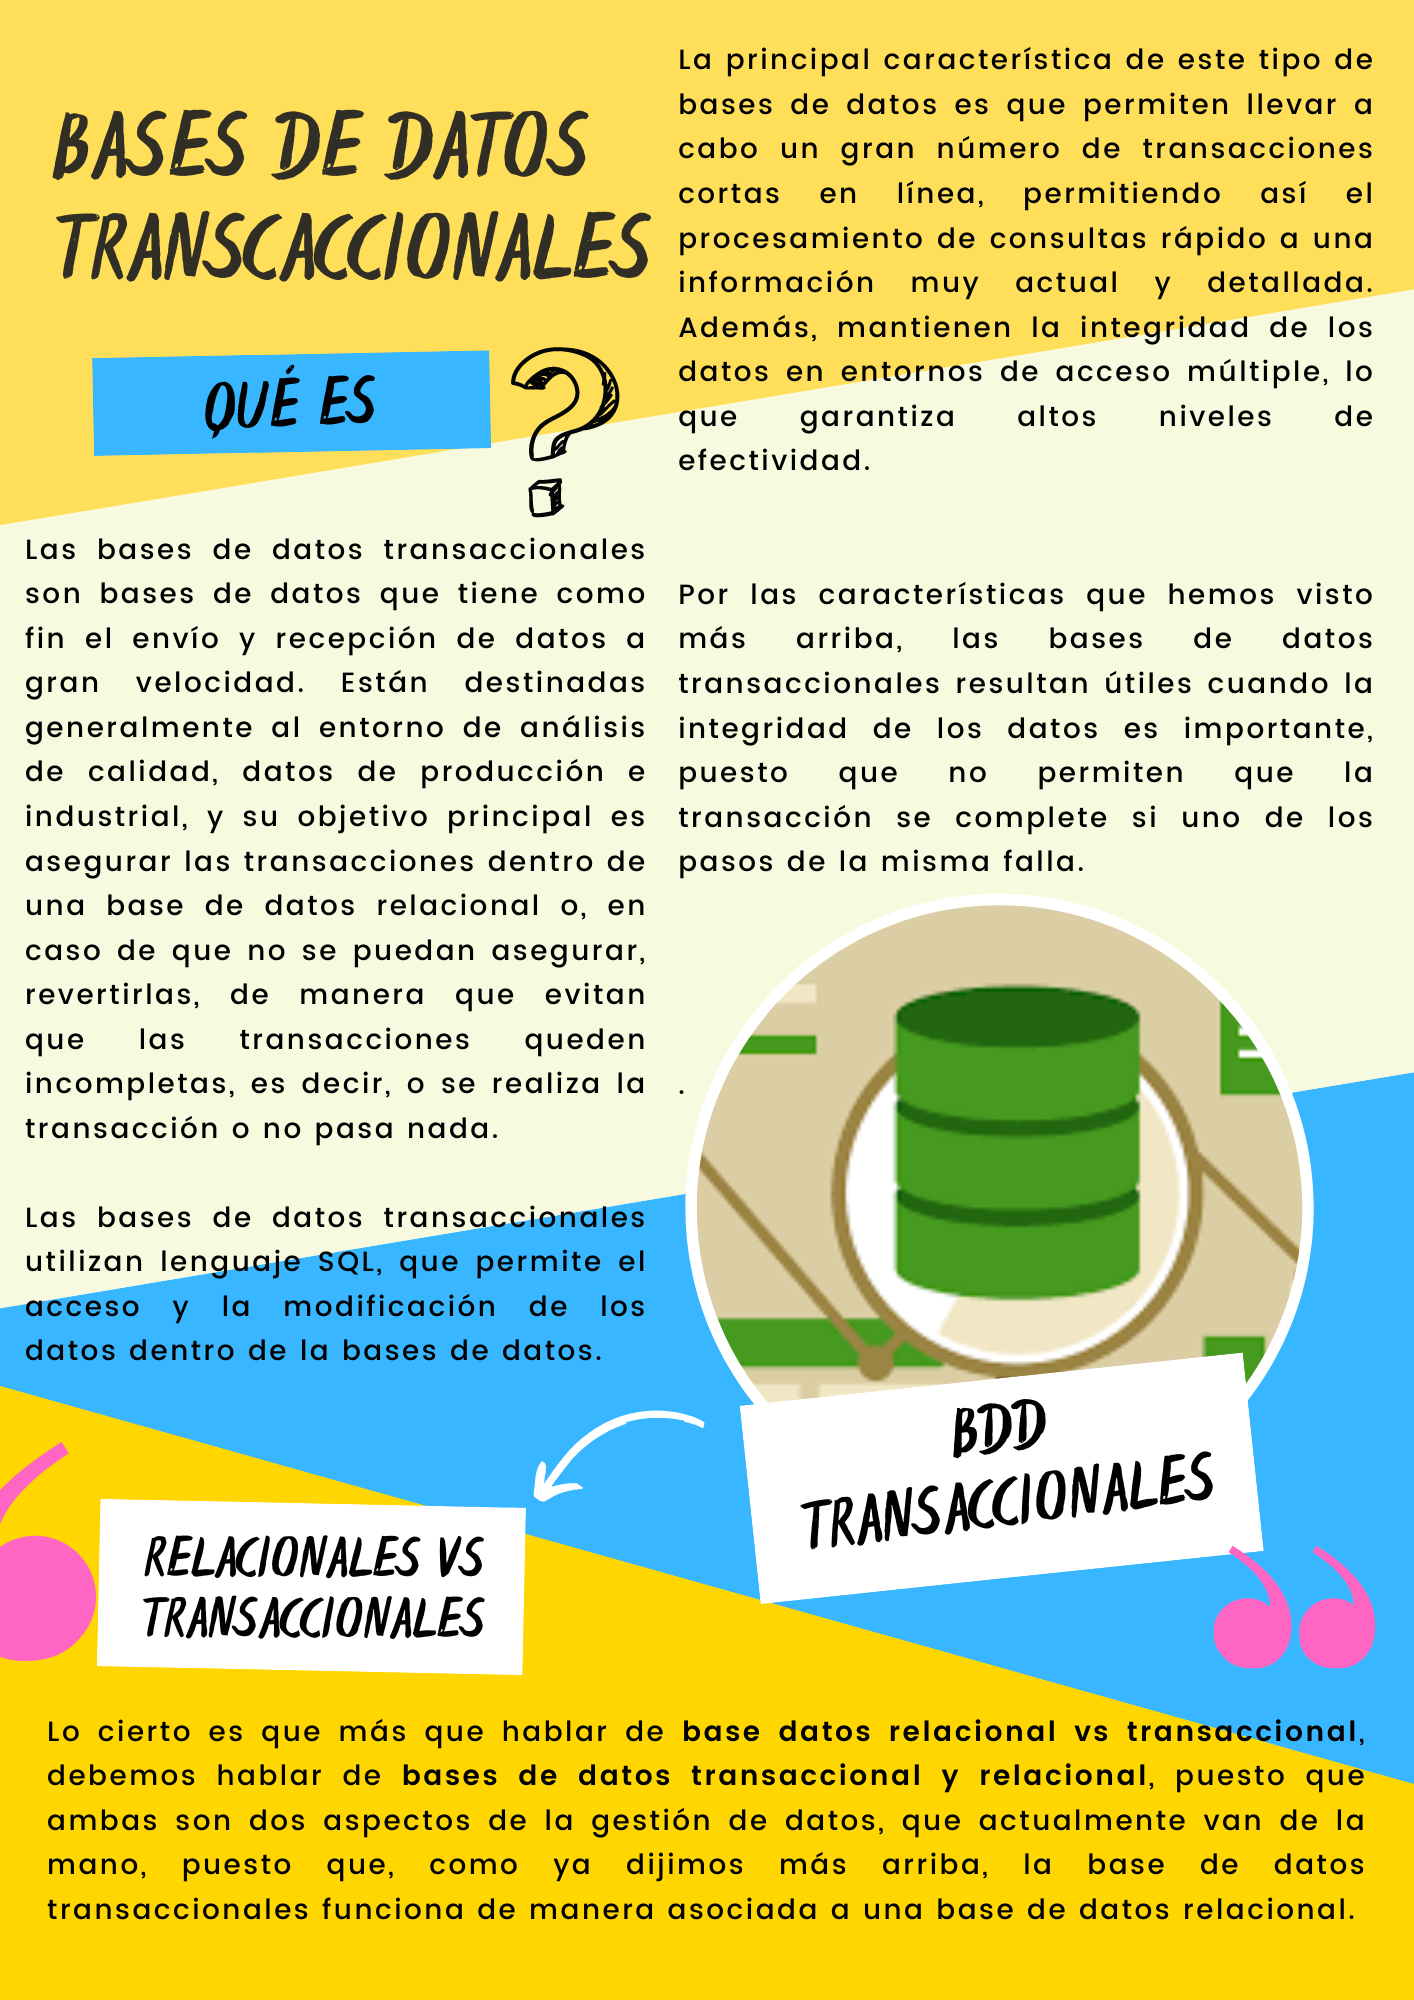 BASES DE DATOS
TRANSCACCIONALES
QUÉ ES
?
Las bases de datos transaccionales
son bases de datos que tiene como
fin el envío y recepción de datos a
gran velocidad. Están destinadas
generalmente al entorno de análisis
de calidad, datos de producción e
industrial, y su objetivo principal es
asegurar las transacciones dentro de
una base de datos relacional o, en
caso de que no se puedan asegurar,
revertirlas, de manera que evitan
que las transacciones queden
incompletas, es decir, o se realiza la
transacción o no pasa nada.
Las bases de datos transaccionales
utilizan lenguaje SQL, que permite el
acceso y la modificación de los
datos dentro de la bases de datos.
La principal característica de este tipo de
bases de datos es que permiten llevar a
cabo un gran número de transacciones
cortas en línea, permitiendo así el
procesamiento de consultas rápido a una
información muy actual y detallada.
Además, mantienen la integridad de los
datos en entornos de acceso múltiple, lo
que garantiza altos niveles de
efectividad.
Por las características que hemos visto
más arriba, las bases de datos
transaccionales resultan útiles cuando la
integridad de los datos es importante,
puesto que no permiten que la
transacción se complete si uno de los
pasos de la misma falla.
.
BDD
TRANSACCIONALES
RELACIONALES VS
TRANSACCIONALES
Lo cierto es que más que hablar de base datos relacional vs transaccional,
debemos hablar de bases de datos transaccional y relacional, puesto que
ambas son dos aspectos de la gestión de datos, que actualmente van de la
mano, puesto que, como ya dijimos más arriba, la base de datos
transaccionales funciona de manera asociada a una base de datos relacional.